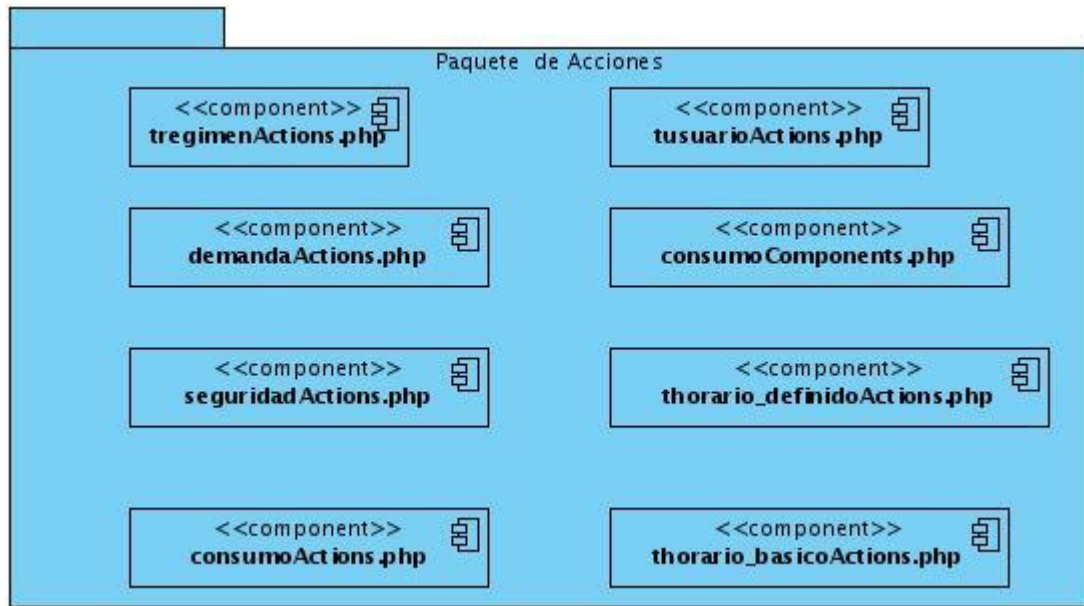 Paquete de Acciones
<<component>>
tregimenActions.php
<<component>>
tusuarioActions.php
<<component>>
demandaActions.php
<<component>>
consumoComponents.php
<<component>>
seguridadActions.php
<<component>>
thorario_definidoActions.php
<<component>>
consumoActions.php
<<component>>
thorario_basicoActions.php